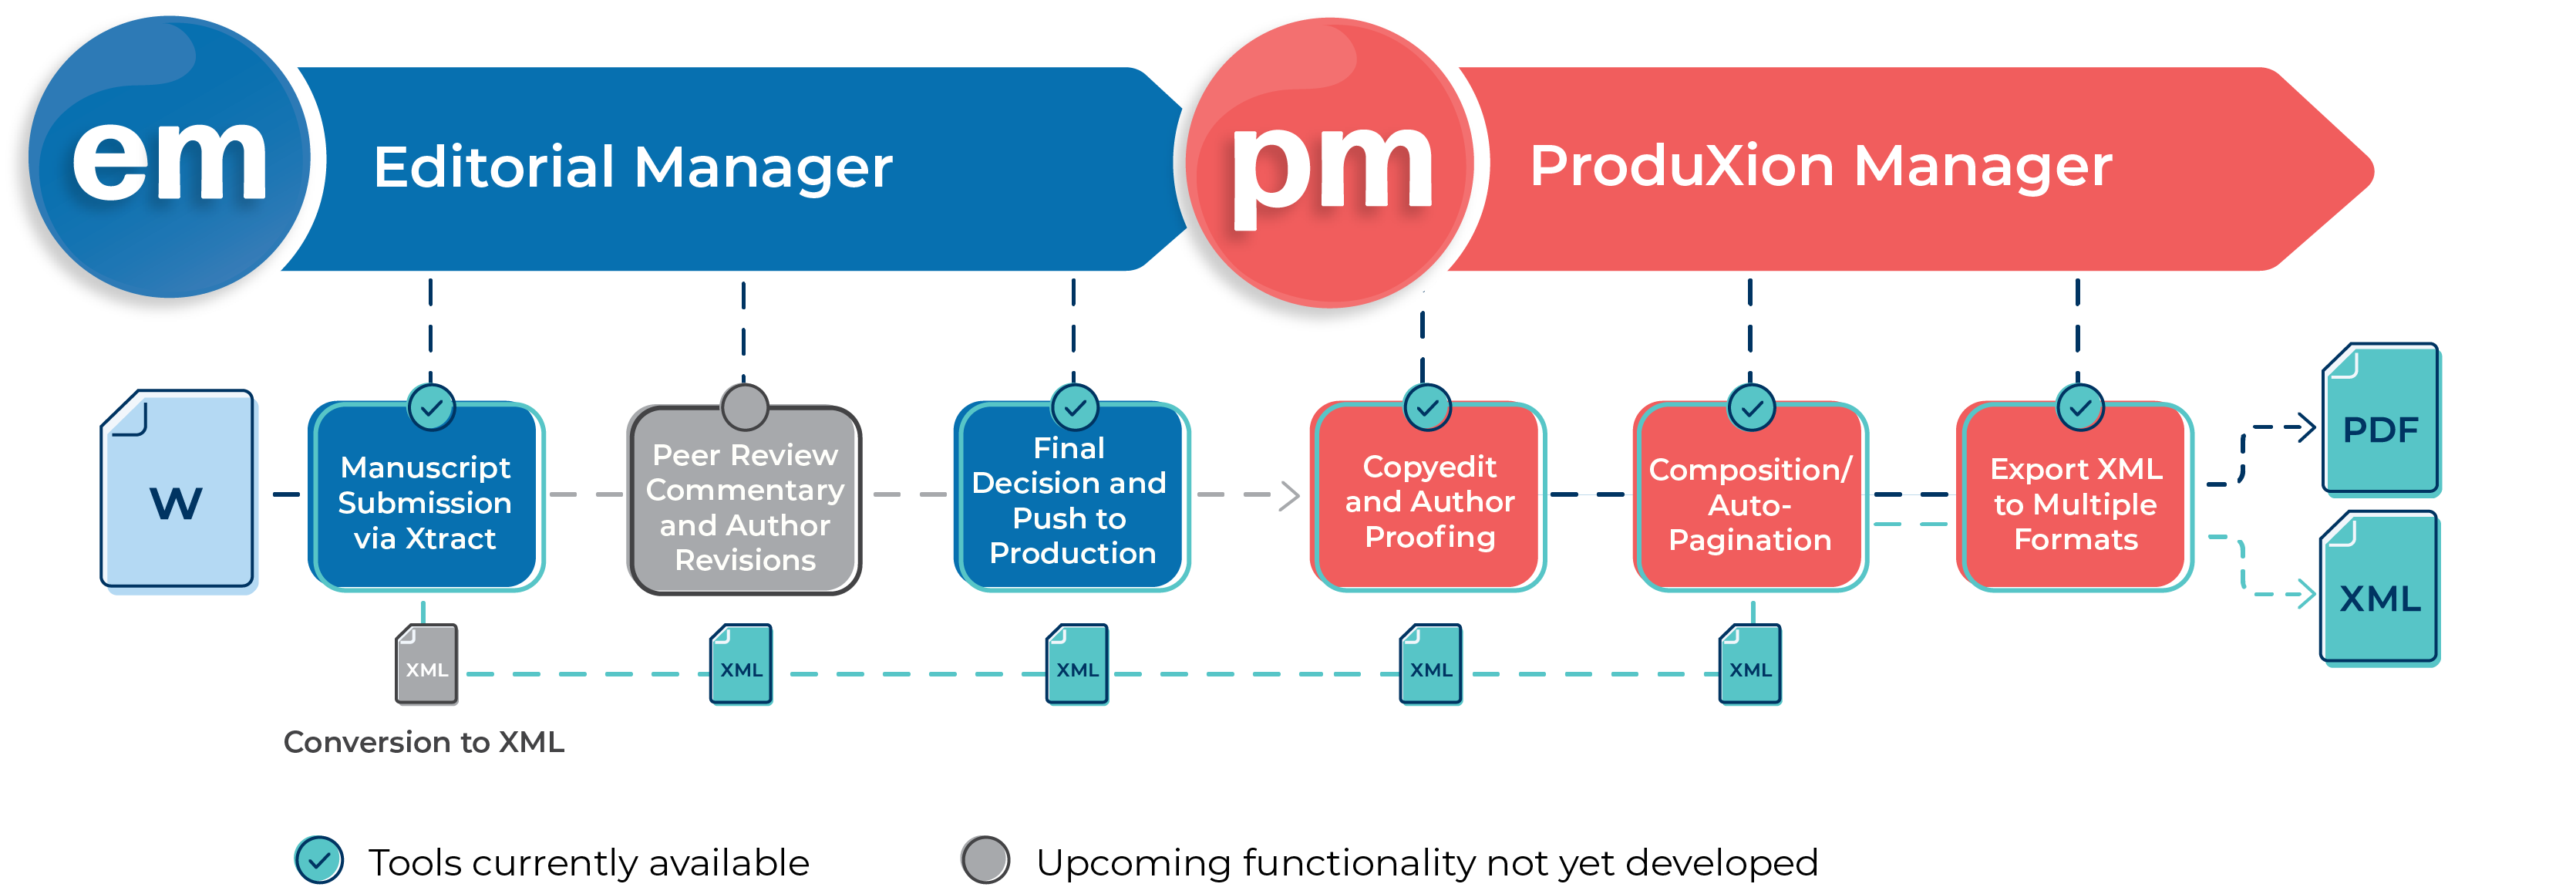 em
Editorial Manager
pm
ProduXion Manager
W
Manuscript
Submission
via Xtract
Peer Review
Commentary
and Author
Revisions
Final
Decision and
Push to
Production
Copyedit
and Author
Proofing
Composition/
Auto-
Pagination
Export XML
to Multiple
Formats
PDF
XML
XML
XML
XML
XML
XML
Conversion to XML
Tools currently available
Upcoming functionality not yet developed